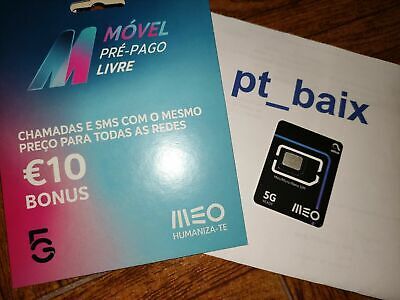 MÓVEL
PRÉ-PAGO
LIVRE
CHAMADAS E SMS COM O MESMO
PREÇO PARA TODAS AS REDES
€10
BONUS
5G
MEO
HUMANIZA-TE
pt_baix
5G
MEO